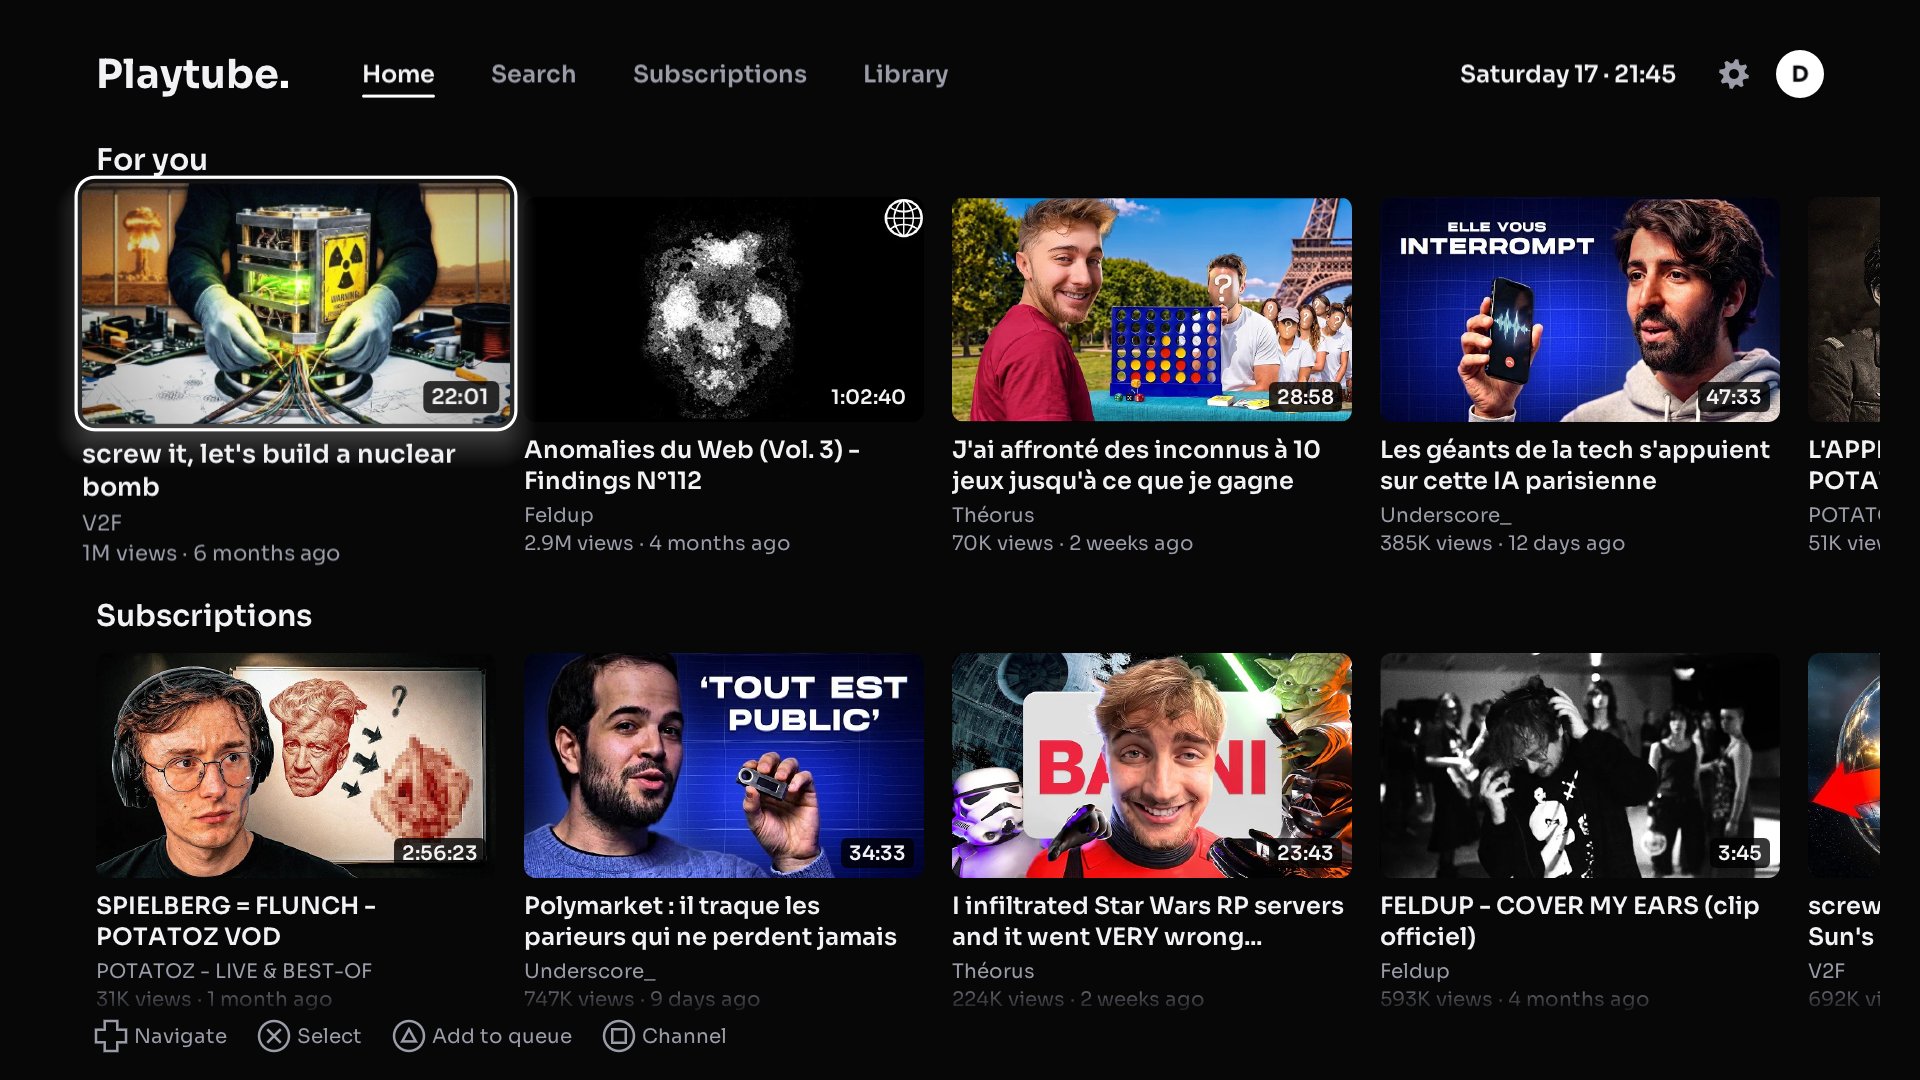 Playtube.
Home
Search
Subscriptions
Library
Saturday 17 · 21:45
D
For you
WARNING!
22:01
screw it, let's build a nuclear
bomb
V2F
1M views · 6 months ago
1:02:40
Anomalies du Web (Vol. 3) -
Findings N°112
Feldup
2.9M views · 4 months ago
?
28:58
J'ai affronté des inconnus à 10
jeux jusqu'à ce que je gagne
Théorus
70K views · 2 weeks ago
ELLE VOUS
INTERROMPT
47:33
Les géants de la tech s'appuient
sur cette IA parisienne
Underscore_
385K views · 12 days ago
Subscriptions
?
2:56:23
SPIELBERG = FLUNCH -
POTATOZ VOD
POTATOZ - LIVE & BEST-OF
31K views · 1 month ago
'TOUT EST
PUBLIC'
34:33
Polymarket : il traque les
parieurs qui ne perdent jamais
Underscore_
747K views · 9 days ago
23:43
I infiltrated Star Wars RP servers
and it went VERY wrong...
Théorus
224K views · 2 weeks ago
3:45
FELDUP - COVER MY EARS (clip
officiel)
Feldup
593K views · 4 months ago
screw
Sun's
V2F
692K
Navigate
Select
Add to queue
Channel